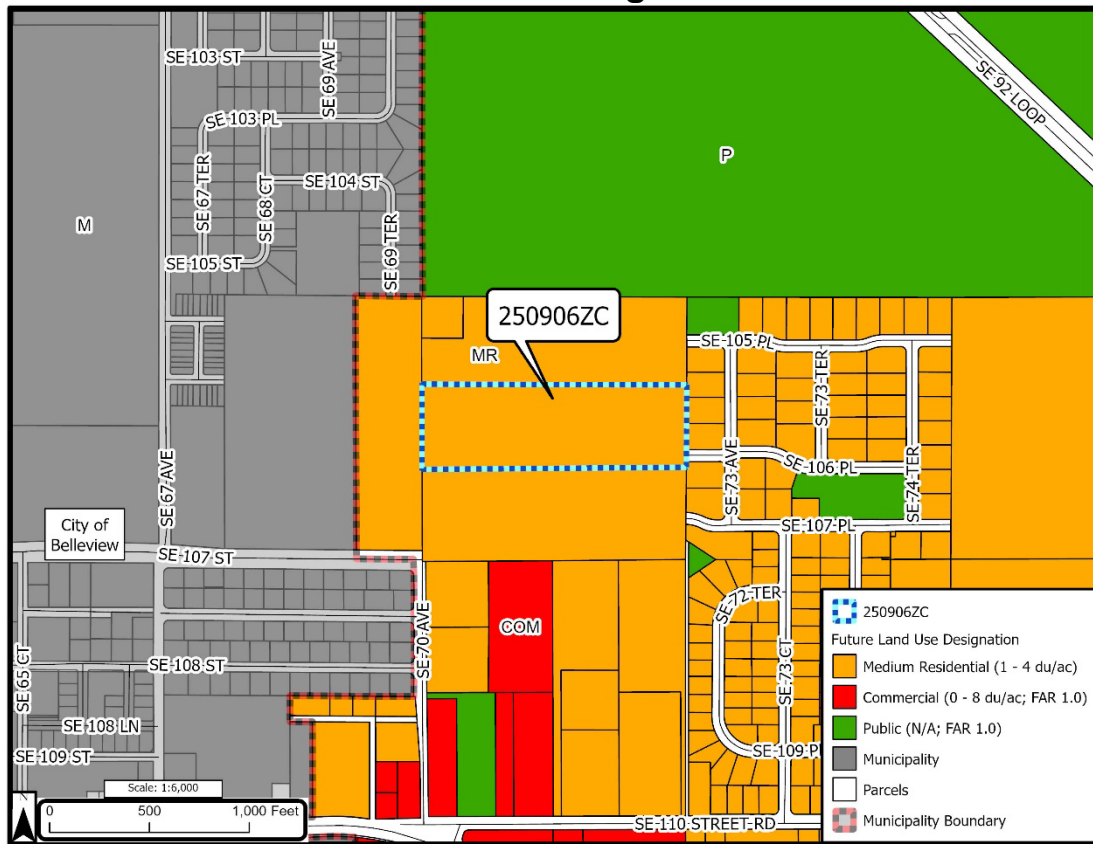 SE 103 ST
SE 69 AVE
SE 103 PL
SE 67 TER
SE 68 CT
SE 104 ST
SE 69 TER
SE 105 ST
M
P
SE 92 LOOP
250906ZC
MR
SE 105 PL
SE 73 TER
SE 73 AVE
SE 106 PL
SE 74 TER
SE 107 PL
SE 67 AVE
City of
Belleview
SE 107 ST
SE 72 TER
COM
SE 70 AVE
SE 65 CT
SE 108 ST
SE 73 CT
SE 108 LN
SE 109 ST
SE 109 PL
SE 110 STREET RD
Scale: 1:6,000
0 500 1,000 Feet
250906ZC
Future Land Use Designation
Medium Residential (1 - 4 du/ac)
Commercial (0 - 8 du/ac; FAR 1.0)
Public (N/A; FAR 1.0)
Municipality
Parcels
Municipality Boundary